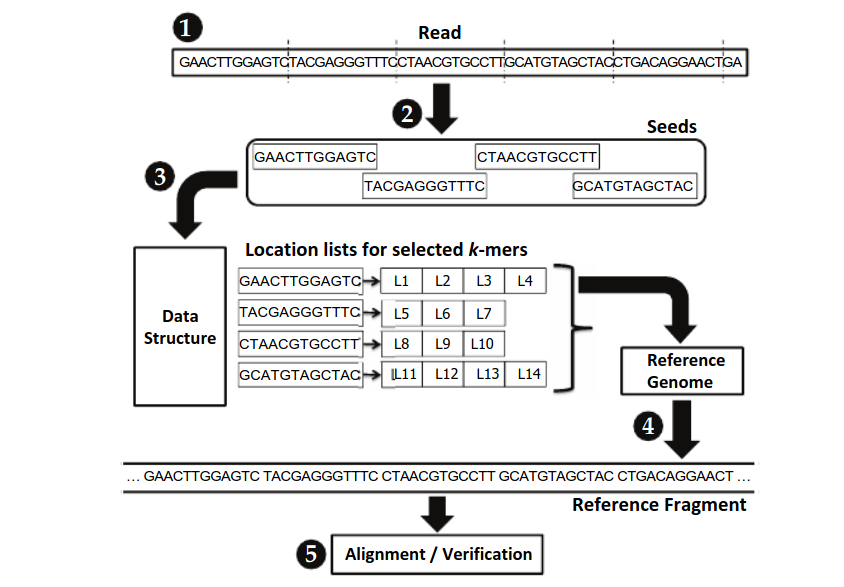 1
Read
GAACTTGGAGTCTACGAGGGTTTCCTAACGTGCCTTGCATGTAGCTACCTGACAGGAACTGA
2
Seeds
GAACTTGGAGTC
CTAACGTGCCTT
TACGAGGGTTTC
GCATGTAGCTAC
3
Location lists for selected k-mers
Data
Structure
GAACTTGGAGTC L1 L2 L3 L4
TACGAGGGTTTC L5 L6 L7
CTAACGTGCCTT L8 L9 L10
GCATGTAGCTAC L11 L12 L13 L14
Reference
Genome
4
... GAACTTGGAGTC TACGAGGGTTTC CTAACGTGCCTT GCATGTAGCTAC CTGACAGGAACT ...
Reference Fragment
5
Alignment / Verification